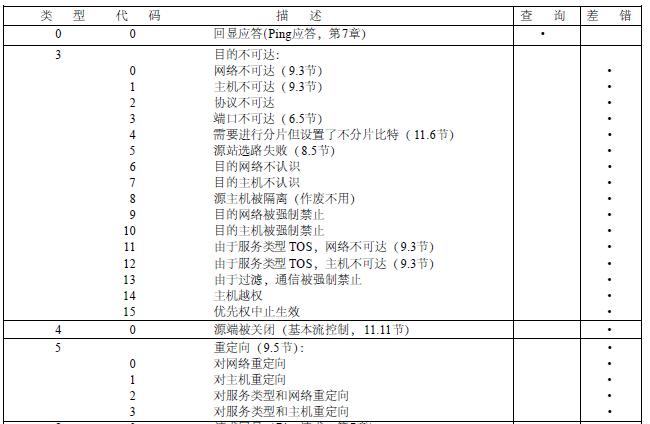 类 型 代 码 描 述 查 询 差 错
0 0 回显应答(Ping应答，第7章) •
3 目的不可达：
0 网络不可达（9.3节) •
1 主机不可达（9.3节) •
2 协议不可达 •
3 端口不可达（6.5节) •
4 需要进行分片但设置了不分片比特（11.6节) •
5 源站选路失败（8.5节) •
6 目的网络不认识 •
7 目的主机不认识 •
8 源主机被隔离（作废不用) •
9 目的网络被强制禁止 •
10 目的主机被强制禁止 •
11 由于服务类型 TOS，网络不可达（9.3节) •
12 由于服务类型 TOS，主机不可达（9.3节) •
13 由于过滤，通信被强制禁止 •
14 主机越权 •
15 优先权中止生效 •
4 0 源端被关闭（基本流控制，11.11节) •
5 重定向（9.5节)：
0 对网络重定向 •
1 对主机重定向 •
2 对服务类型和网络重定向 •
3 对服务类型和主机重定向 •